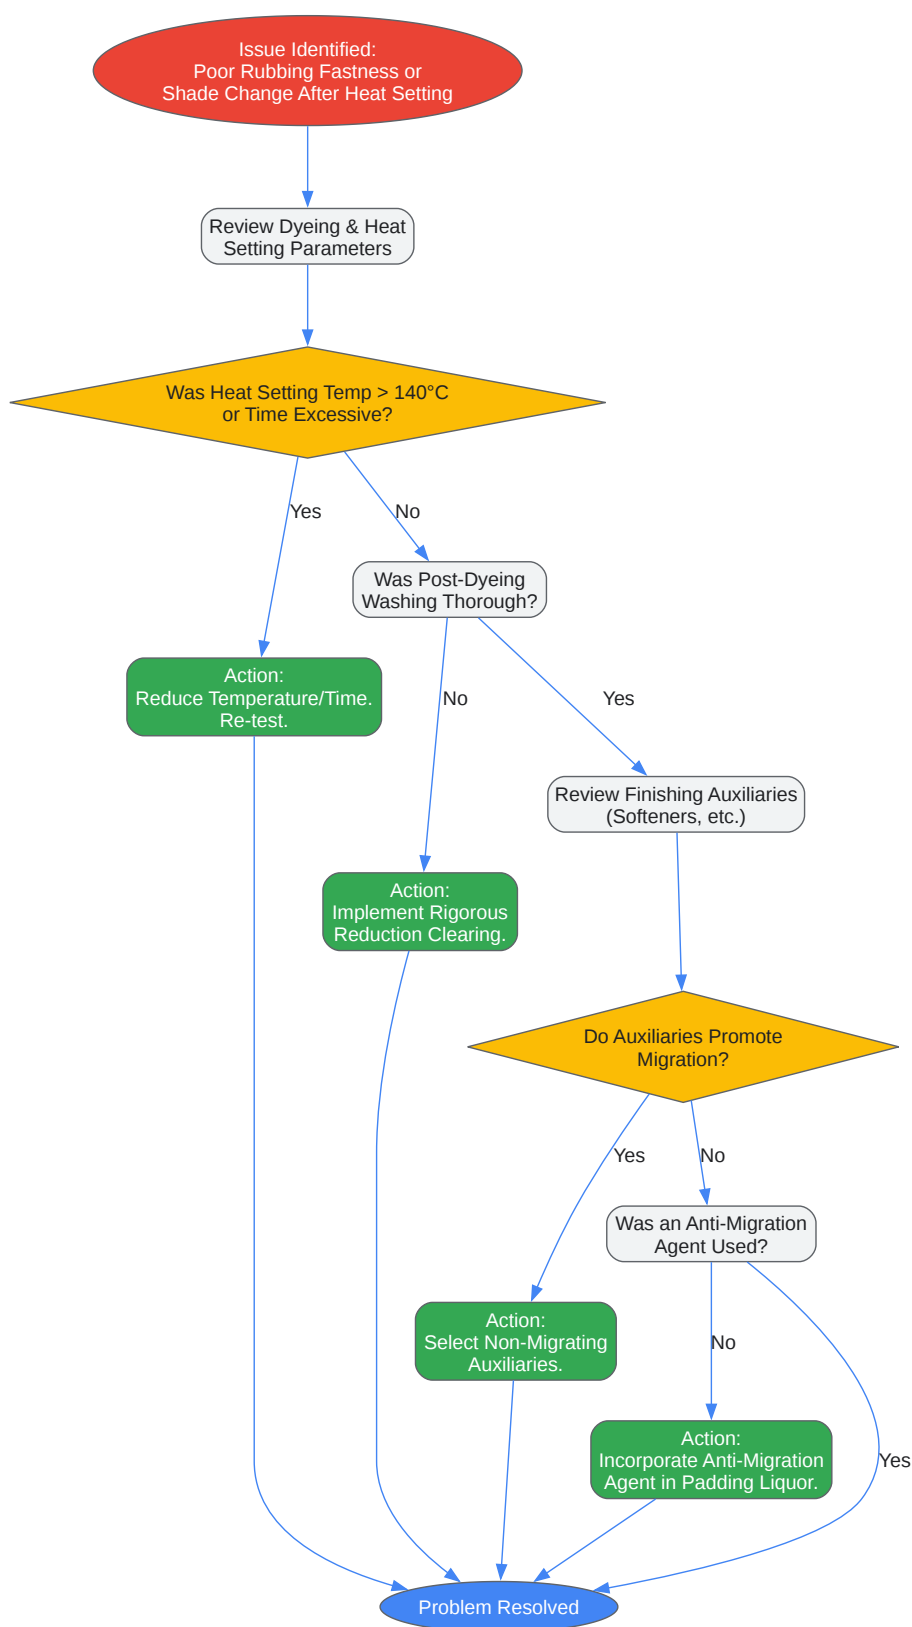 Issue Identified:
Poor Rubbing Fastness or
Shade Change After Heat Setting
Review Dyeing & Heat
Setting Parameters
Was Heat Setting Temp > 140°C
or Time Excessive?
Yes
No
Was Post-Dyeing
Washing Thorough?
Action:
Reduce Temperature/Time.
Re-test.
No
Yes
Review Finishing Auxiliaries
(Softeners, etc.)
Action:
Implement Rigorous
Reduction Clearing.
Do Auxiliaries Promote
Migration?
Yes
No
Was an Anti-Migration
Agent Used?
Action:
Select Non-Migrating
Auxiliaries.
No
Action:
Incorporate Anti-Migration
Agent in Padding Liquor.
Yes
Problem Resolved